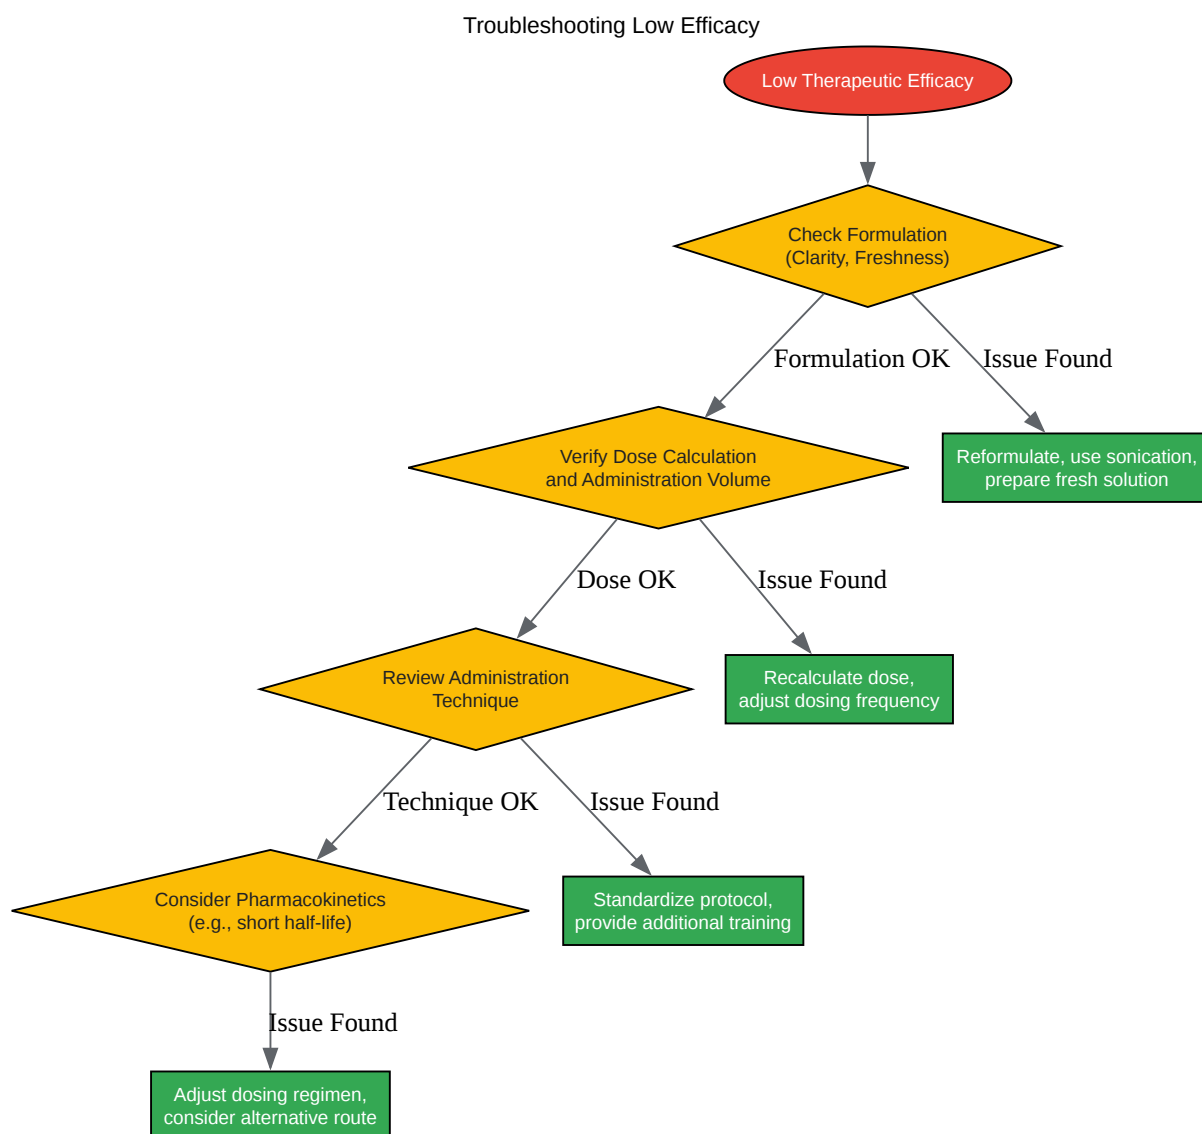 Troubleshooting Low Efficacy
Low Therapeutic Efficacy
Check Formulation
(Clarity, Freshness)
Formulation OK
Issue Found
Verify Dose Calculation
and Administration Volume
Reformulate, use sonication,
prepare fresh solution
Dose OK
Issue Found
Review Administration
Technique
Recalculate dose,
adjust dosing frequency
Technique OK
Issue Found
Consider Pharmacokinetics
(e.g., short half-life)
Standardize protocol,
provide additional training
Issue Found
Adjust dosing regimen,
consider alternative route